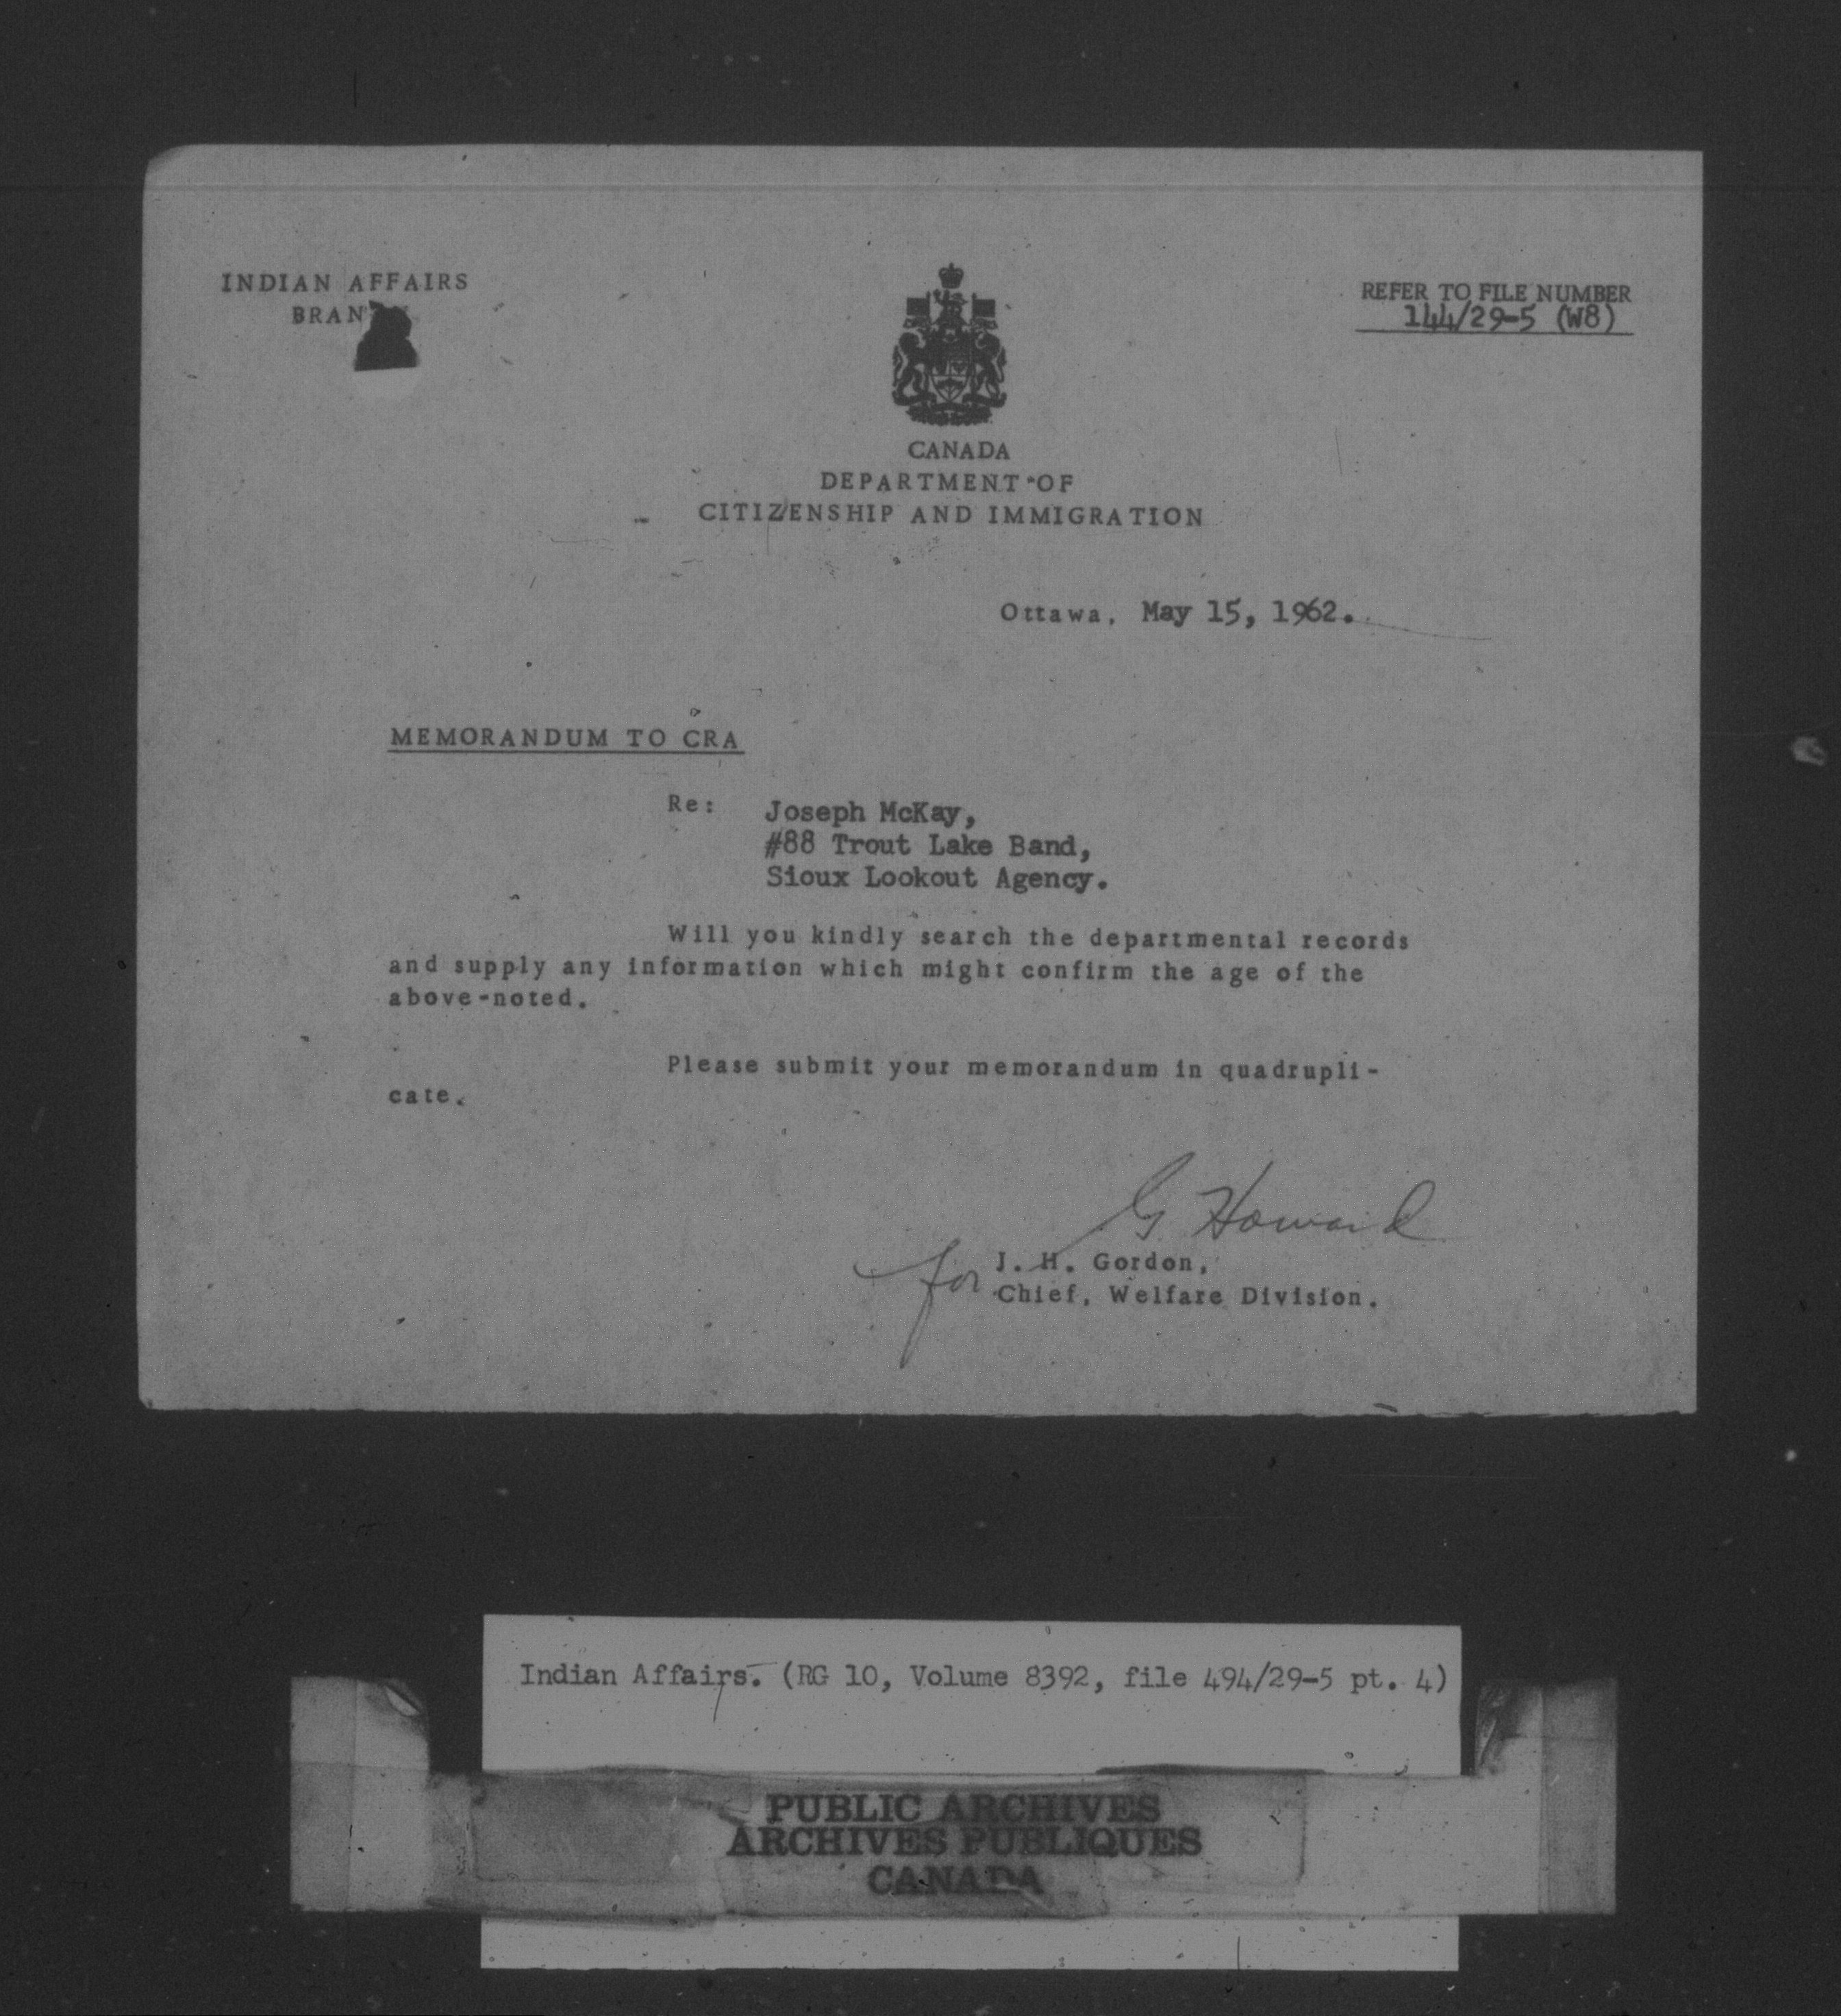 INDIAN AFFAIRS
REFER TO FILE NUMBER
144/29-5 (W8)
CANADA
DEPARTMENT OF
CITIZENSHIP AND IMMIGRATION
Ottawa, May 15, 1962.
MEMORANDUM TO CRA
Re: Joseph McKay,
#88 Trout Lake Band,
Sioux Lookout Agency.
Will you kindly search the departmental records
and supply any information which might confirm the age of the
above-noted.
Please submit your memorandum in quadrupli-
cate.
G Howard
for J. H. Gordon,
Chief, Welfare Division.
Indian Affairs. (RG 10, Volume 8392, file 494/29-5 pt. 4)
PUBLIC ARCHIVES
ARCHIVES PUBLIQUES
CANADA